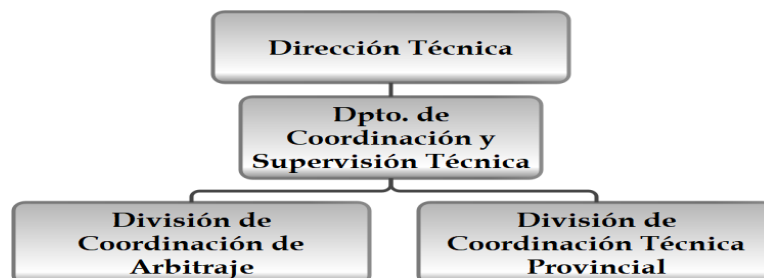 Dirección Técnica
Dpto. de
Coordinación y
Supervisión Técnica
División de
Coordinación de
Arbitraje
División de
Coordinación Técnica
Provincial